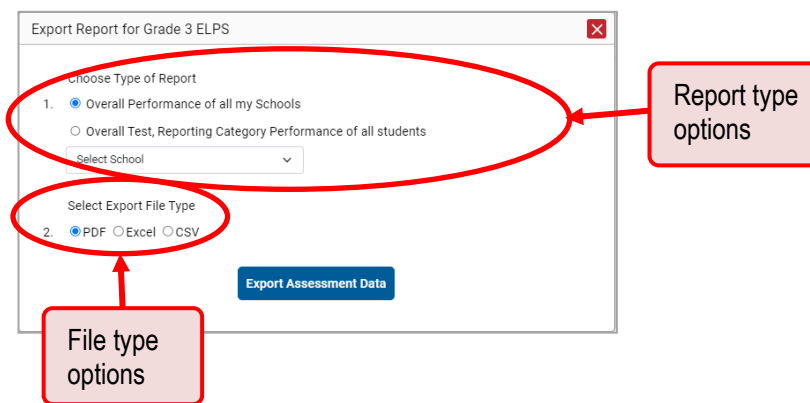 Export Report for Grade 3 ELPS
Choose Type of Report
1. Overall Performance of all my Schools
Overall Test, Reporting Category Performance of all students
Select School
Report type
options
Select Export File Type
2. PDF Excel CSV
Export Assessment Data
File type
options